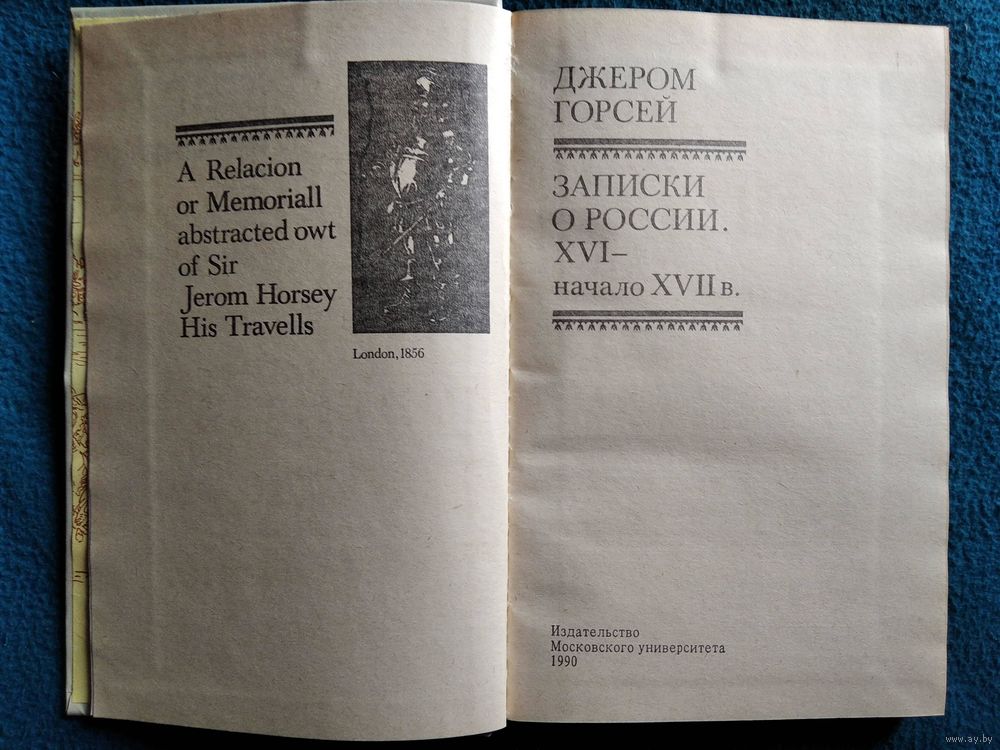 A Relacion
or Memoriall
abstracted owt
of Sir
Jerom Horsey
His Travells
London, 1856
ДЖЕРОМ
ГОРСЕЙ
ЗАПИСКИ
О РОССИИ.
XVI–
начало XVII в.
Издательство
Московского университета
1990
www.ay.by